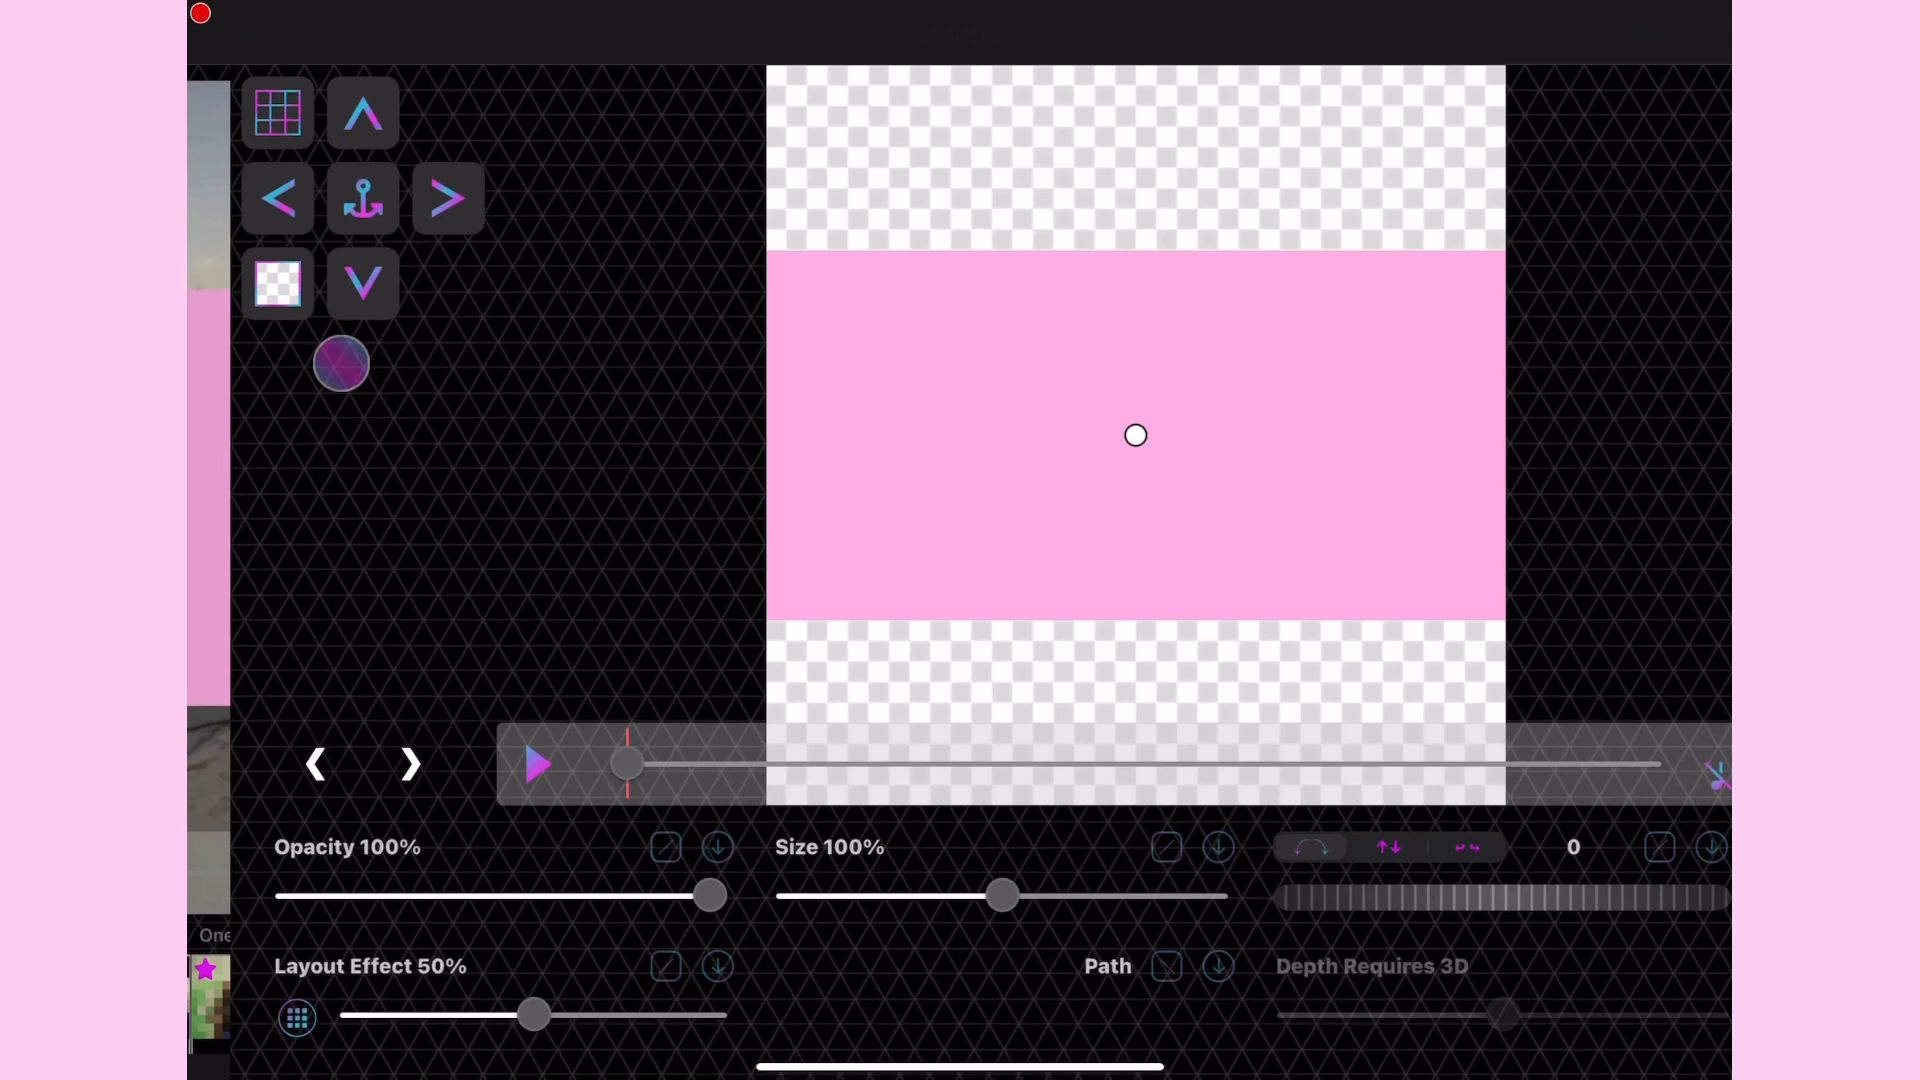 Opacity 100%
Size 100%
0
One
Layout Effect 50%
Path
Depth Requires 3D